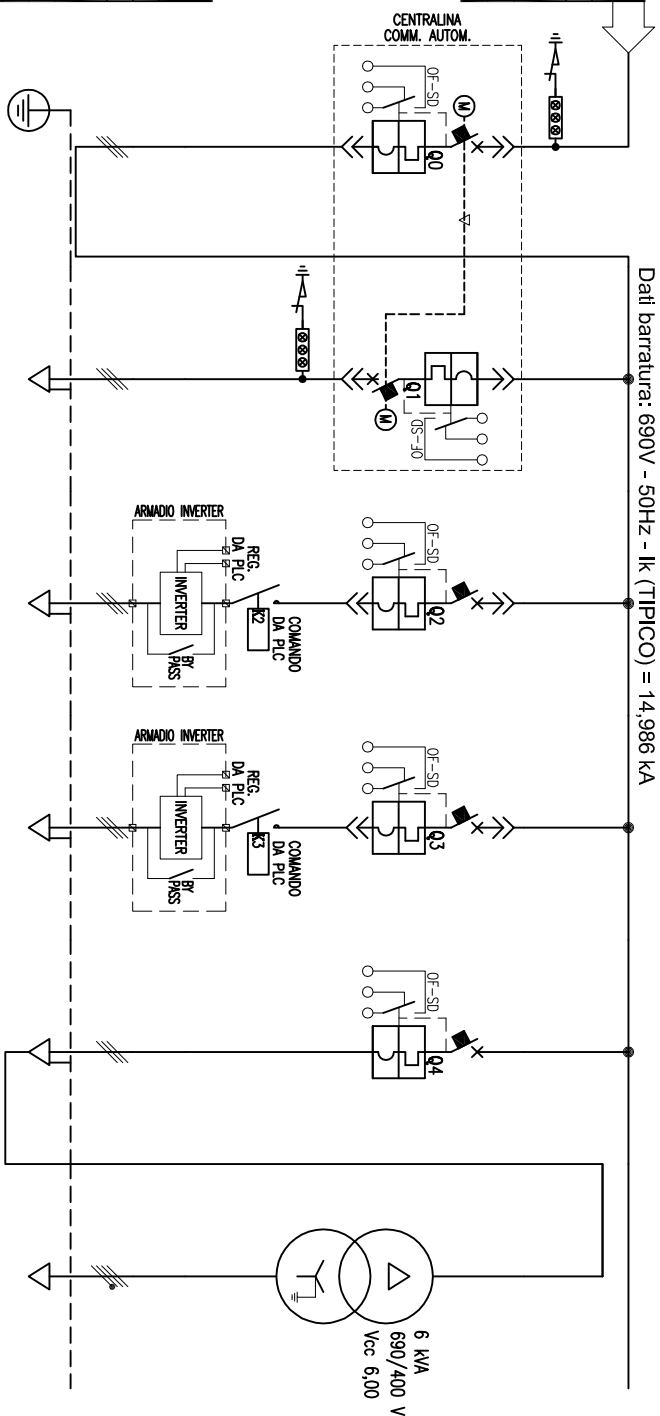 CENTRALINA
COMM. AUTOM.
Dati barratura: 690V - 50Hz - Ik (TIPICO) = 14,986 kA
OF-SD
M
Q0
Q1
M
OF-SD
OF-SD
Q2
ARMADIO INVERTER
REG.
DA PLC
INVERTER
BY
PASS
K2
COMANDO
DA PLC
OF-SD
Q3
ARMADIO INVERTER
REG.
DA PLC
INVERTER
BY
PASS
K3
COMANDO
DA PLC
OF-SD
Q4
6 kVA
690/400 V
Vcc 6,00